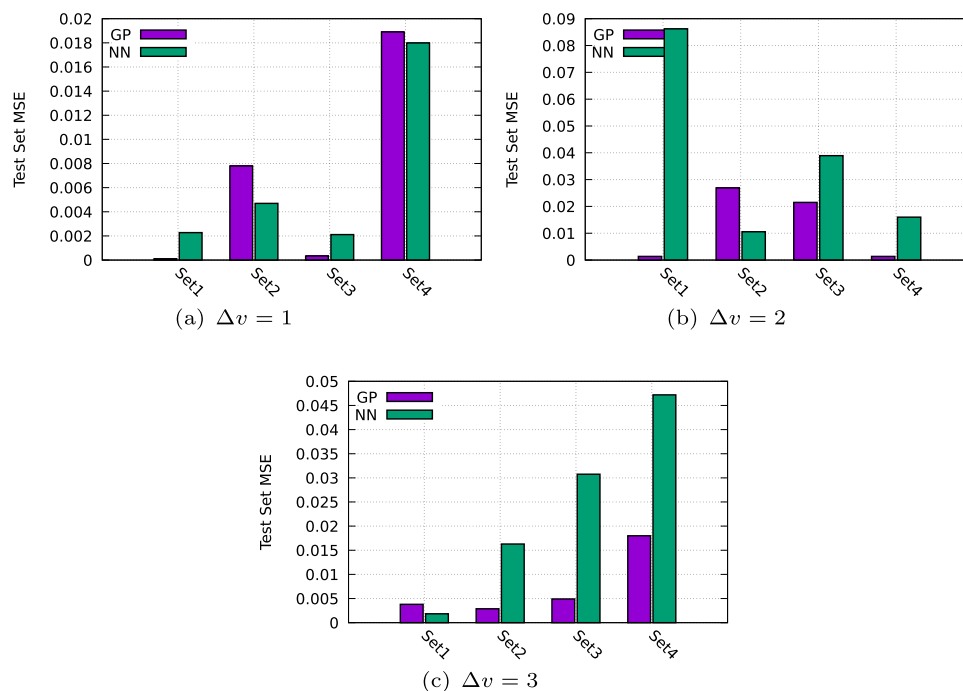 0.02
0.018
0.016
0.014
0.012
0.01
0.008
0.006
0.004
0.002
0
Test Set MSE
GP
NN
Set1
Set2
Set3
Set4
(a) Δv = 1
0.09
0.08
0.07
0.06
0.05
0.04
0.03
0.02
0.01
0
Test Set MSE
GP
NN
Set1
Set2
Set3
Set4
(b) Δv = 2
0.05
0.045
0.04
0.035
0.03
0.025
0.02
0.015
0.01
0.005
0
Test Set MSE
GP
NN
Set1
Set2
Set3
Set4
(c) Δv = 3